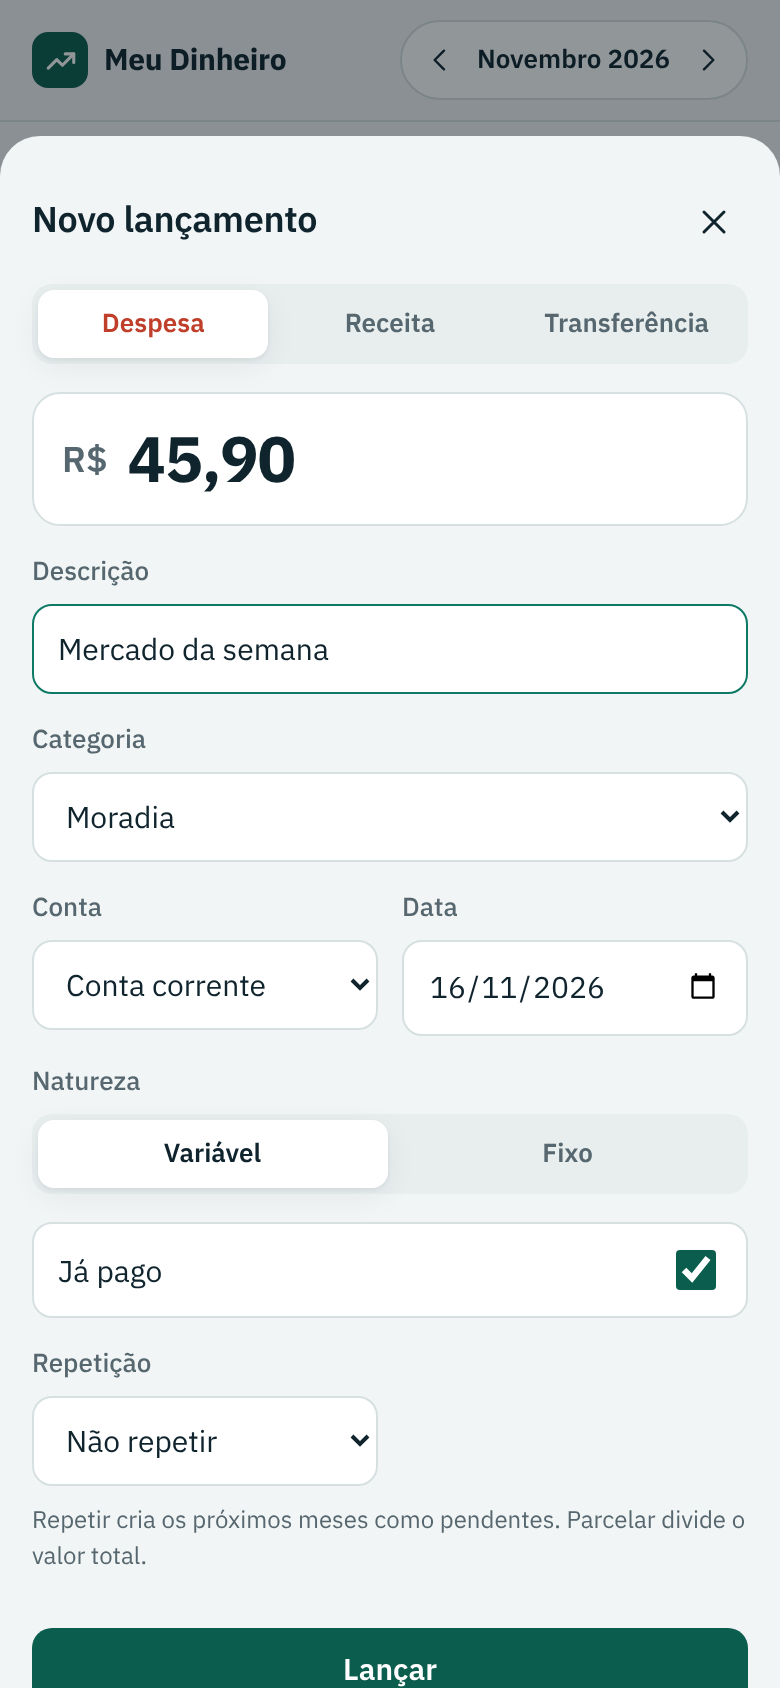 Meu Dinheiro
Novembro 2026
Novo lançamento
Despesa
Receita
Transferência
R$ 45,90
Descrição
Mercado da semana
Categoria
Moradia
Conta
Data
Conta corrente
16/11/2026
Natureza
Variável
Fixo
Já pago
Repetição
Não repetir
Repetir cria os próximos meses como pendentes. Parcelar divide o
valor total.
Lançar